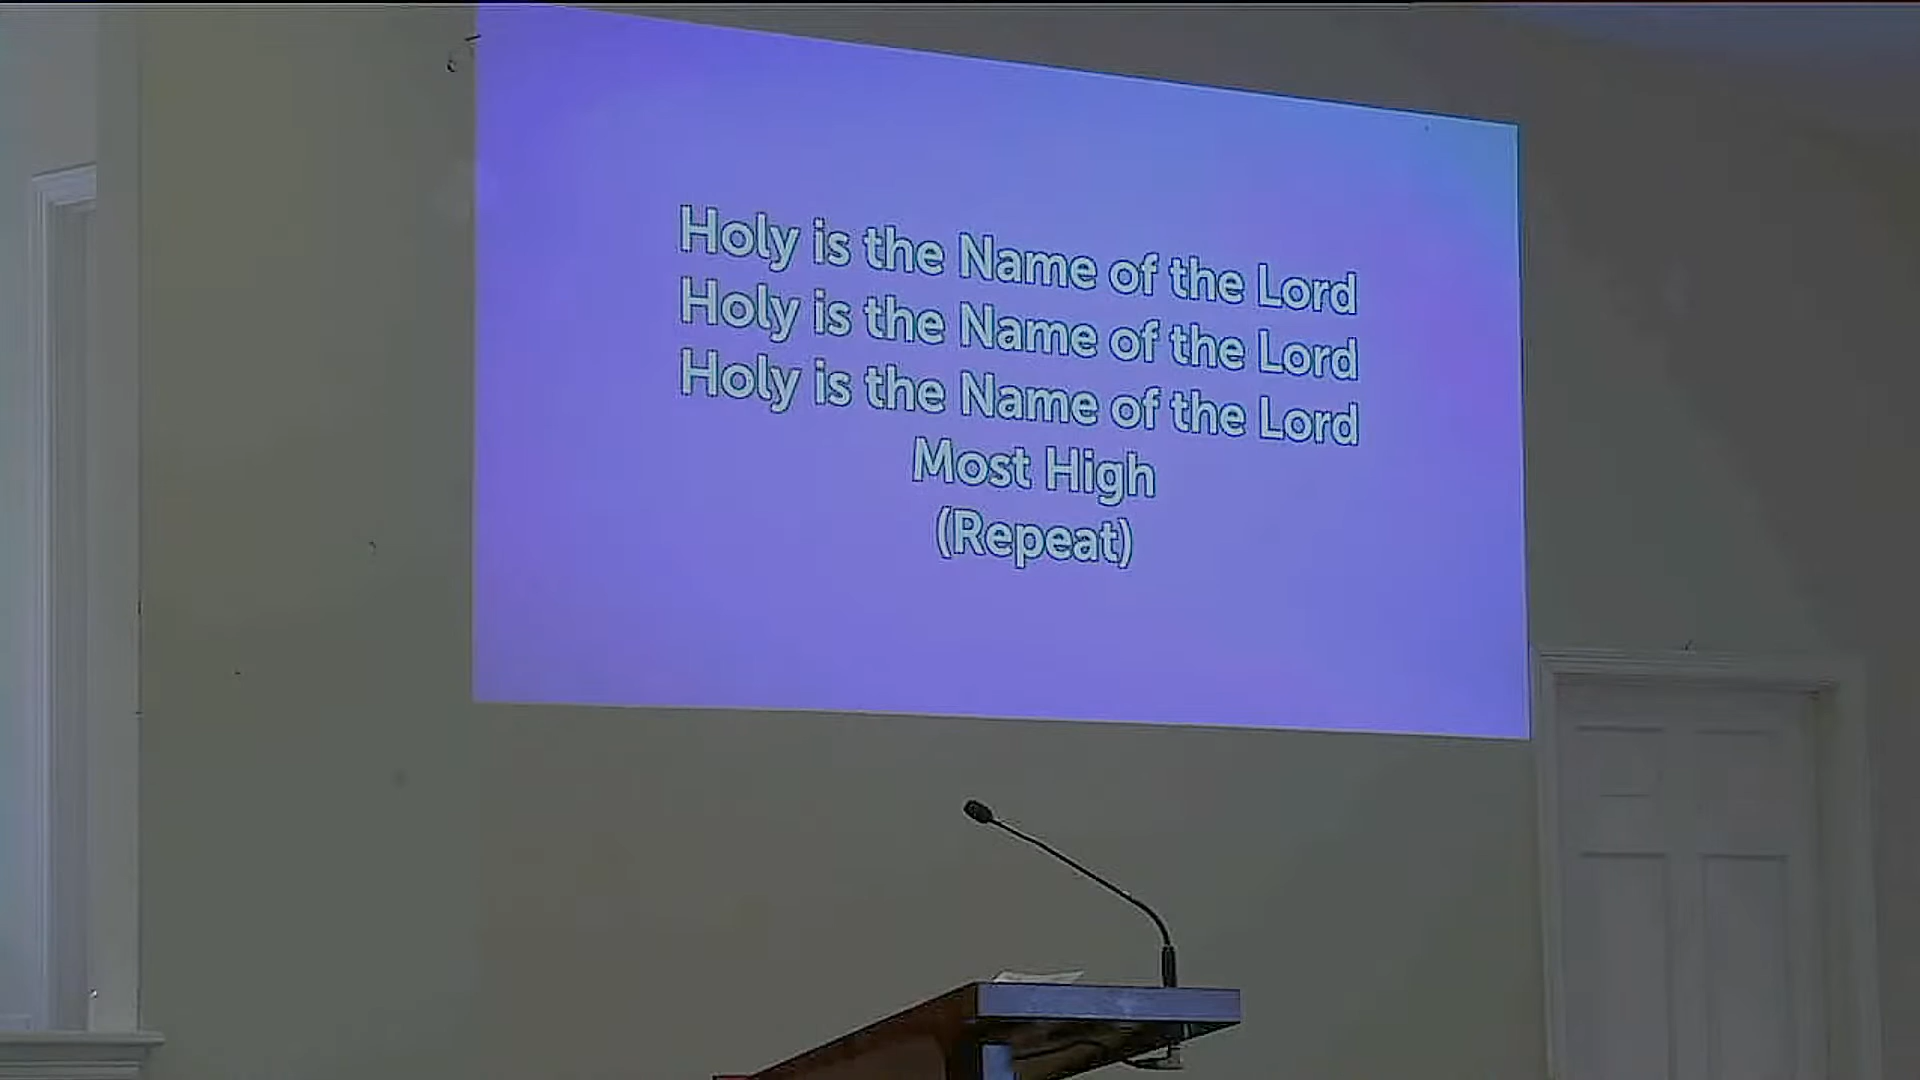 Holy is the Name of the Lord
Holy is the Name of the Lord
Holy is the Name of the Lord
Most High
(Repeat)